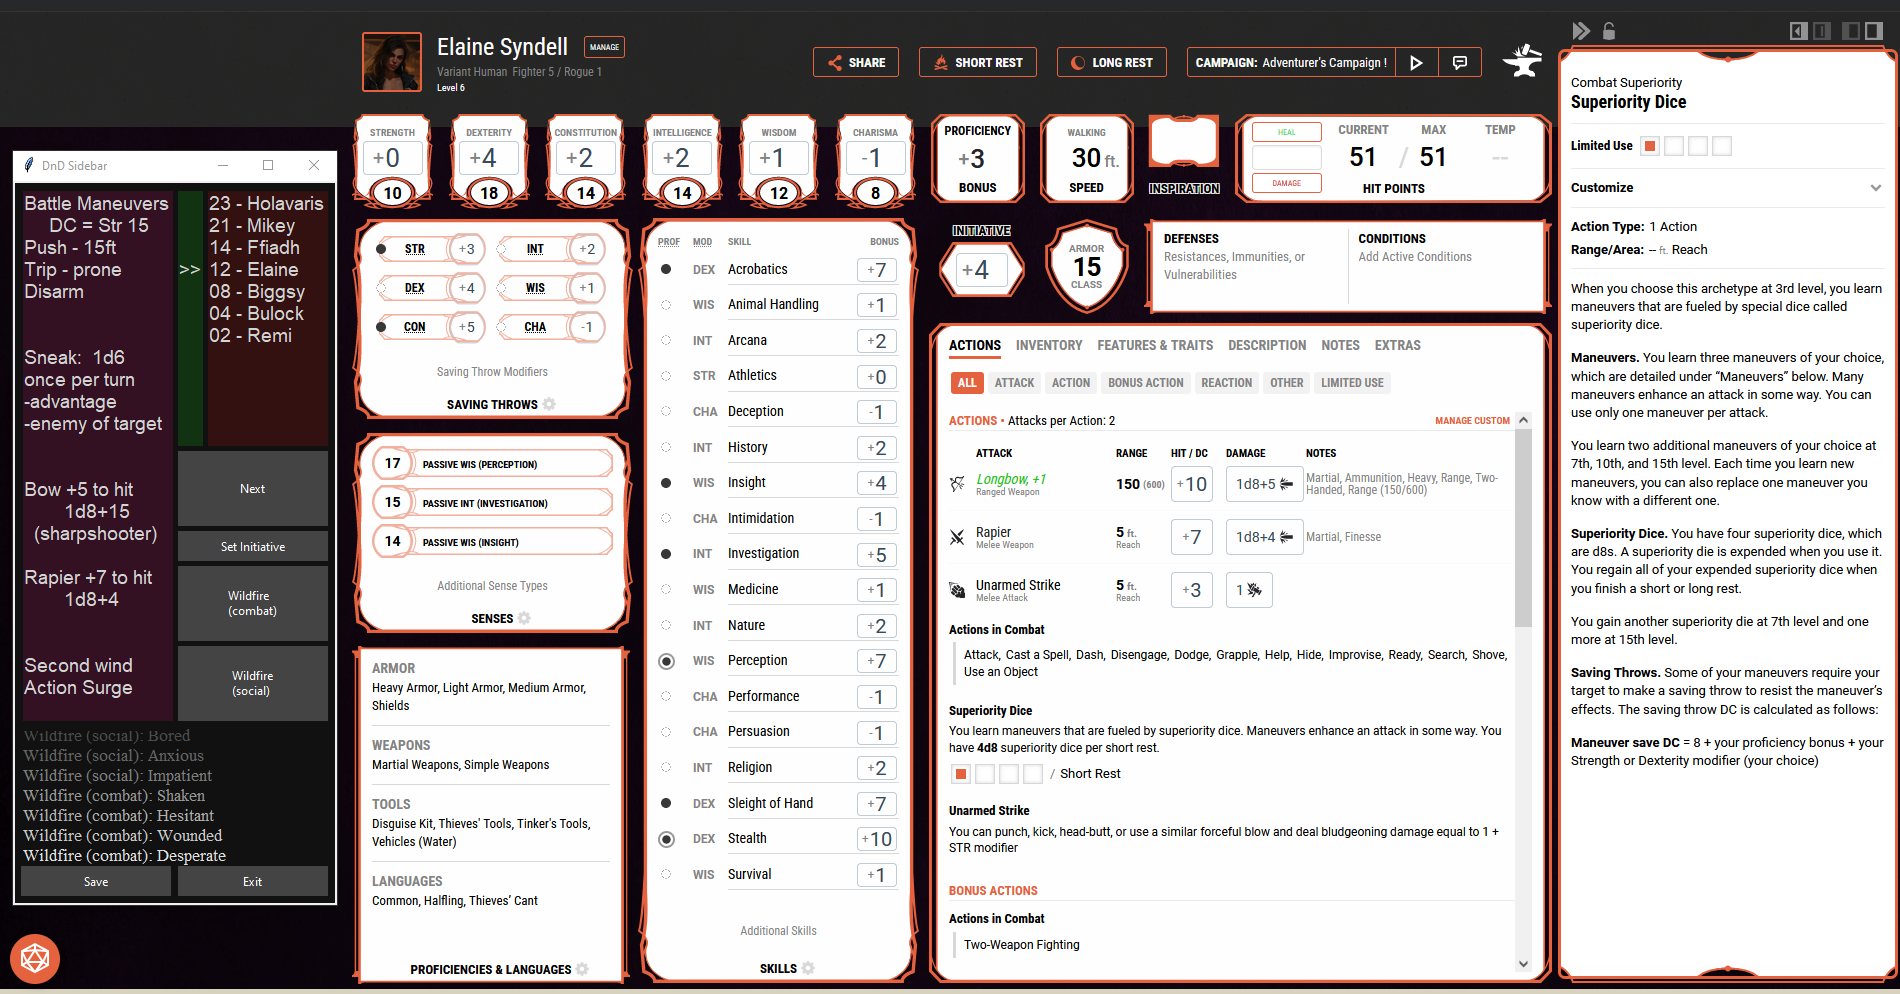 Elaine Syndell
MANAGE
Variant Human Fighter 5 / Rogue 1
Level 6
SHARE
SHORT REST
LONG REST
CAMPAIGN: Adventurer's Campaign !
DnD Sidebar
Battle Maneuvers
DC = Str 15
Push - 15ft
Trip - prone
Disarm
Sneak: 1d6
once per turn
-advantage
-enemy of target
Bow +5 to hit
1d8+15
(sharpshooter)
Rapier +7 to hit
1d8+4
Second wind
Action Surge
>>
23 - Holavaris
21 - Mikey
14 - Ffiadh
12 - Elaine
08 - Biggsy
04 - Bulock
02 - Remi
Next
Set Initiative
Wildfire
(combat)
Wildfire
(social)
Wildfire (social): Bored
Wildfire (social): Anxious
Wildfire (social): Impatient
Wildfire (combat): Shaken
Wildfire (combat): Hesitant
Wildfire (combat): Wounded
Wildfire (combat): Desperate
Save
Exit
STRENGTH
+0
10
DEXTERITY
+4
18
CONSTITUTION
+2
14
INTELLIGENCE
+2
14
WISDOM
+1
12
CHARISMA
-1
8
PROFICIENCY
+3
BONUS
WALKING
30 ft.
SPEED
INSPIRATION
HEAL
DAMAGE
CURRENT MAX TEMP
51 / 51 --
HIT POINTS
STR +3
INT +2
DEX +4
WIS +1
CON +5
CHA -1
Saving Throw Modifiers
SAVING THROWS
17 PASSIVE WIS (PERCEPTION)
15 PASSIVE INT (INVESTIGATION)
14 PASSIVE WIS (INSIGHT)
Additional Sense Types
SENSES
ARMOR
Heavy Armor, Light Armor, Medium Armor,
Shields
WEAPONS
Martial Weapons, Simple Weapons
TOOLS
Disguise Kit, Thieves' Tools, Tinker's Tools,
Vehicles (Water)
LANGUAGES
Common, Halfling, Thieves' Cant
PROFICIENCIES & LANGUAGES
PROF MOD SKILL BONUS
DEX Acrobatics +7
WIS Animal Handling +1
INT Arcana +2
STR Athletics +0
CHA Deception -1
INT History +2
WIS Insight +4
CHA Intimidation -1
INT Investigation +5
WIS Medicine +1
INT Nature +2
WIS Perception +7
CHA Performance -1
CHA Persuasion -1
INT Religion +2
DEX Sleight of Hand +7
DEX Stealth +10
WIS Survival +1
Additional Skills
SKILLS
INITIATIVE
+4
ARMOR
15
CLASS
DEFENSES
Resistances, Immunities, or
Vulnerabilities
CONDITIONS
Add Active Conditions
ACTIONS INVENTORY FEATURES & TRAITS DESCRIPTION NOTES EXTRAS
ALL ATTACK ACTION BONUS ACTION REACTION OTHER LIMITED USE
ACTIONS • Attacks per Action: 2
MANAGE CUSTOM
ATTACK RANGE HIT / DC DAMAGE NOTES
Longbow, +1
Ranged Weapon
150 (600) +10 1d8+5
Martial, Ammunition, Heavy, Range, Two-
Handed, Range (150/600)
Rapier
Melee Weapon
5 ft.
Reach
+7 1d8+4 Martial, Finesse
Unarmed Strike
Melee Attack
5 ft.
Reach
+3 1
Actions in Combat
Attack, Cast a Spell, Dash, Disengage, Dodge, Grapple, Help, Hide, Improvise, Ready, Search, Shove,
Use an Object
Superiority Dice
You learn maneuvers that are fueled by superiority dice. Maneuvers enhance an attack in some way. You
have 4d8 superiority dice per short rest.
/ Short Rest
Unarmed Strike
You can punch, kick, head-butt, or use a similar forceful blow and deal bludgeoning damage equal to 1 +
STR modifier
BONUS ACTIONS
Actions in Combat
Two-Weapon Fighting
Combat Superiority
Superiority Dice
Limited Use
Customize
Action Type: 1 Action
Range/Area: -- ft. Reach
When you choose this archetype at 3rd level, you learn
maneuvers that are fueled by special dice called
superiority dice.
Maneuvers. You learn three maneuvers of your choice,
which are detailed under “Maneuvers” below. Many
maneuvers enhance an attack in some way. You can
use only one maneuver per attack.
You learn two additional maneuvers of your choice at
7th, 10th, and 15th level. Each time you learn new
maneuvers, you can also replace one maneuver you
know with a different one.
Superiority Dice. You have four superiority dice, which
are d8s. A superiority die is expended when you use it.
You regain all of your expended superiority dice when
you finish a short or long rest.
You gain another superiority die at 7th level and one
more at 15th level.
Saving Throws. Some of your maneuvers require your
target to make a saving throw to resist the maneuver’s
effects. The saving throw DC is calculated as follows:
Maneuver save DC = 8 + your proficiency bonus + your
Strength or Dexterity modifier (your choice)